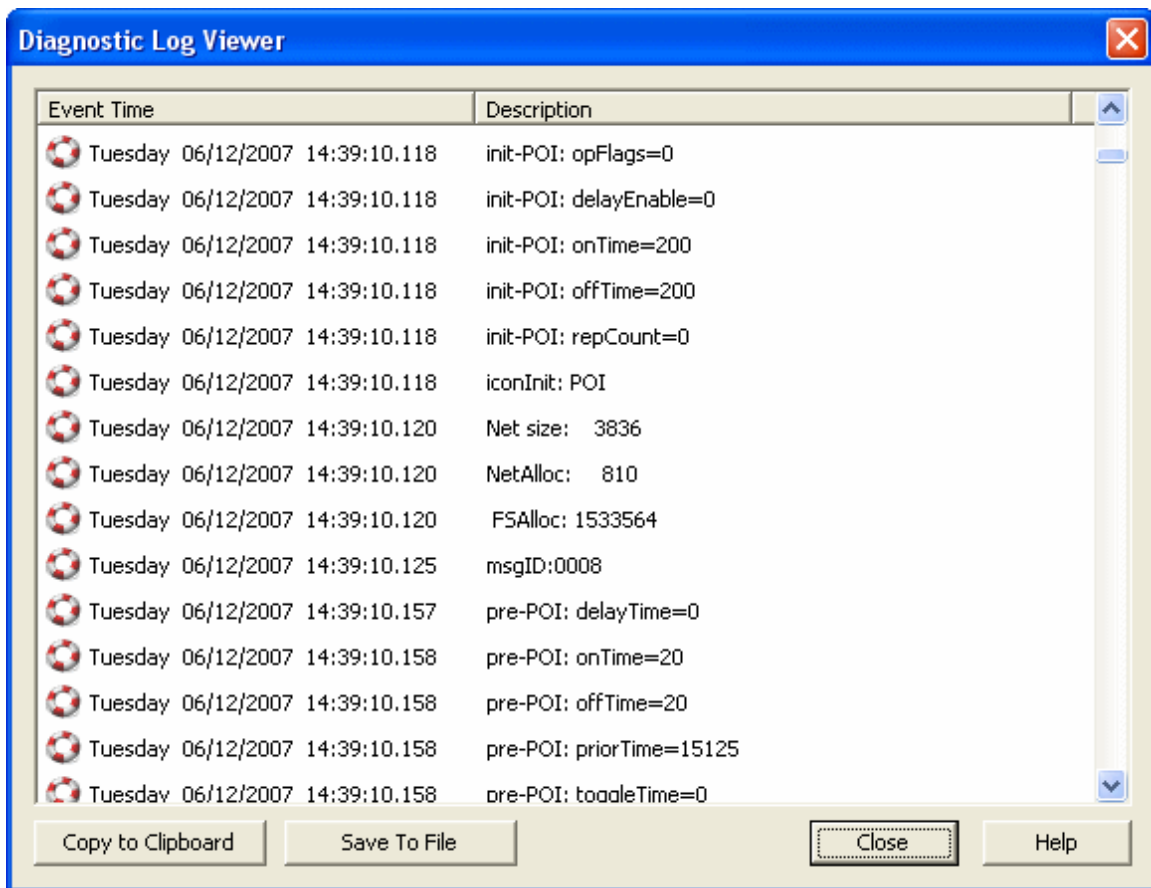 Diagnostic Log Viewer
Event Time Description
Tuesday 06/12/2007 14:39:10.118 init-POI: opFlags=0
Tuesday 06/12/2007 14:39:10.118 init-POI: delayEnable=0
Tuesday 06/12/2007 14:39:10.118 init-POI: onTime=200
Tuesday 06/12/2007 14:39:10.118 init-POI: offTime=200
Tuesday 06/12/2007 14:39:10.118 init-POI: repCount=0
Tuesday 06/12/2007 14:39:10.118 iconInit: POI
Tuesday 06/12/2007 14:39:10.120 Net size: 3836
Tuesday 06/12/2007 14:39:10.120 NetAlloc: 810
Tuesday 06/12/2007 14:39:10.120 FSAlloc: 1533564
Tuesday 06/12/2007 14:39:10.125 msgID:0008
Tuesday 06/12/2007 14:39:10.157 pre-POI: delayTime=0
Tuesday 06/12/2007 14:39:10.158 pre-POI: onTime=20
Tuesday 06/12/2007 14:39:10.158 pre-POI: offTime=20
Tuesday 06/12/2007 14:39:10.158 pre-POI: priorTime=15125
Tuesday 06/12/2007 14:39:10.158 pre-POI: toggleTime=0
Copy to Clipboard Save To File Close Help